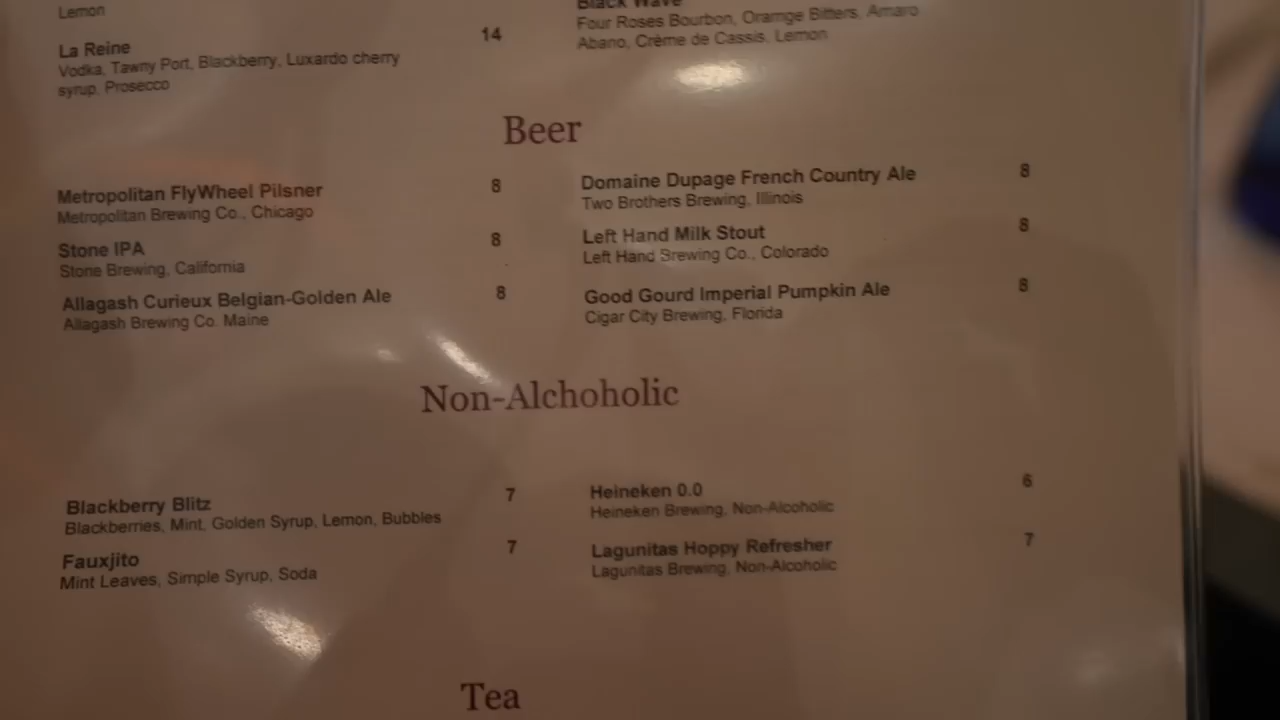 Lemon
La Reine 14
Vodka, Tawny Port, Blackberry, Luxardo cherry
syrup, Prosecco
Black Wave
Four Roses Bourbon, Oramge Bitters, Amaro
Abano, Crème de Cassis, Lemon
Beer
Metropolitan FlyWheel Pilsner 8
Metropolitan Brewing Co., Chicago
Stone IPA 8
Stone Brewing, California
Allagash Curieux Belgian-Golden Ale 8
Allagash Brewing Co. Maine
Domaine Dupage French Country Ale 8
Two Brothers Brewing, Illinois
Left Hand Milk Stout 8
Left Hand Brewing Co., Colorado
Good Gourd Imperial Pumpkin Ale 8
Cigar City Brewing, Florida
Non-Alchoholic
Blackberry Blitz 7
Blackberries, Mint, Golden Syrup, Lemon, Bubbles
Fauxjito 7
Mint Leaves, Simple Syrup, Soda
Heineken 0.0 6
Heineken Brewing, Non-Alcoholic
Lagunitas Hoppy Refresher 7
Lagunitas Brewing, Non-Alcoholic
Tea